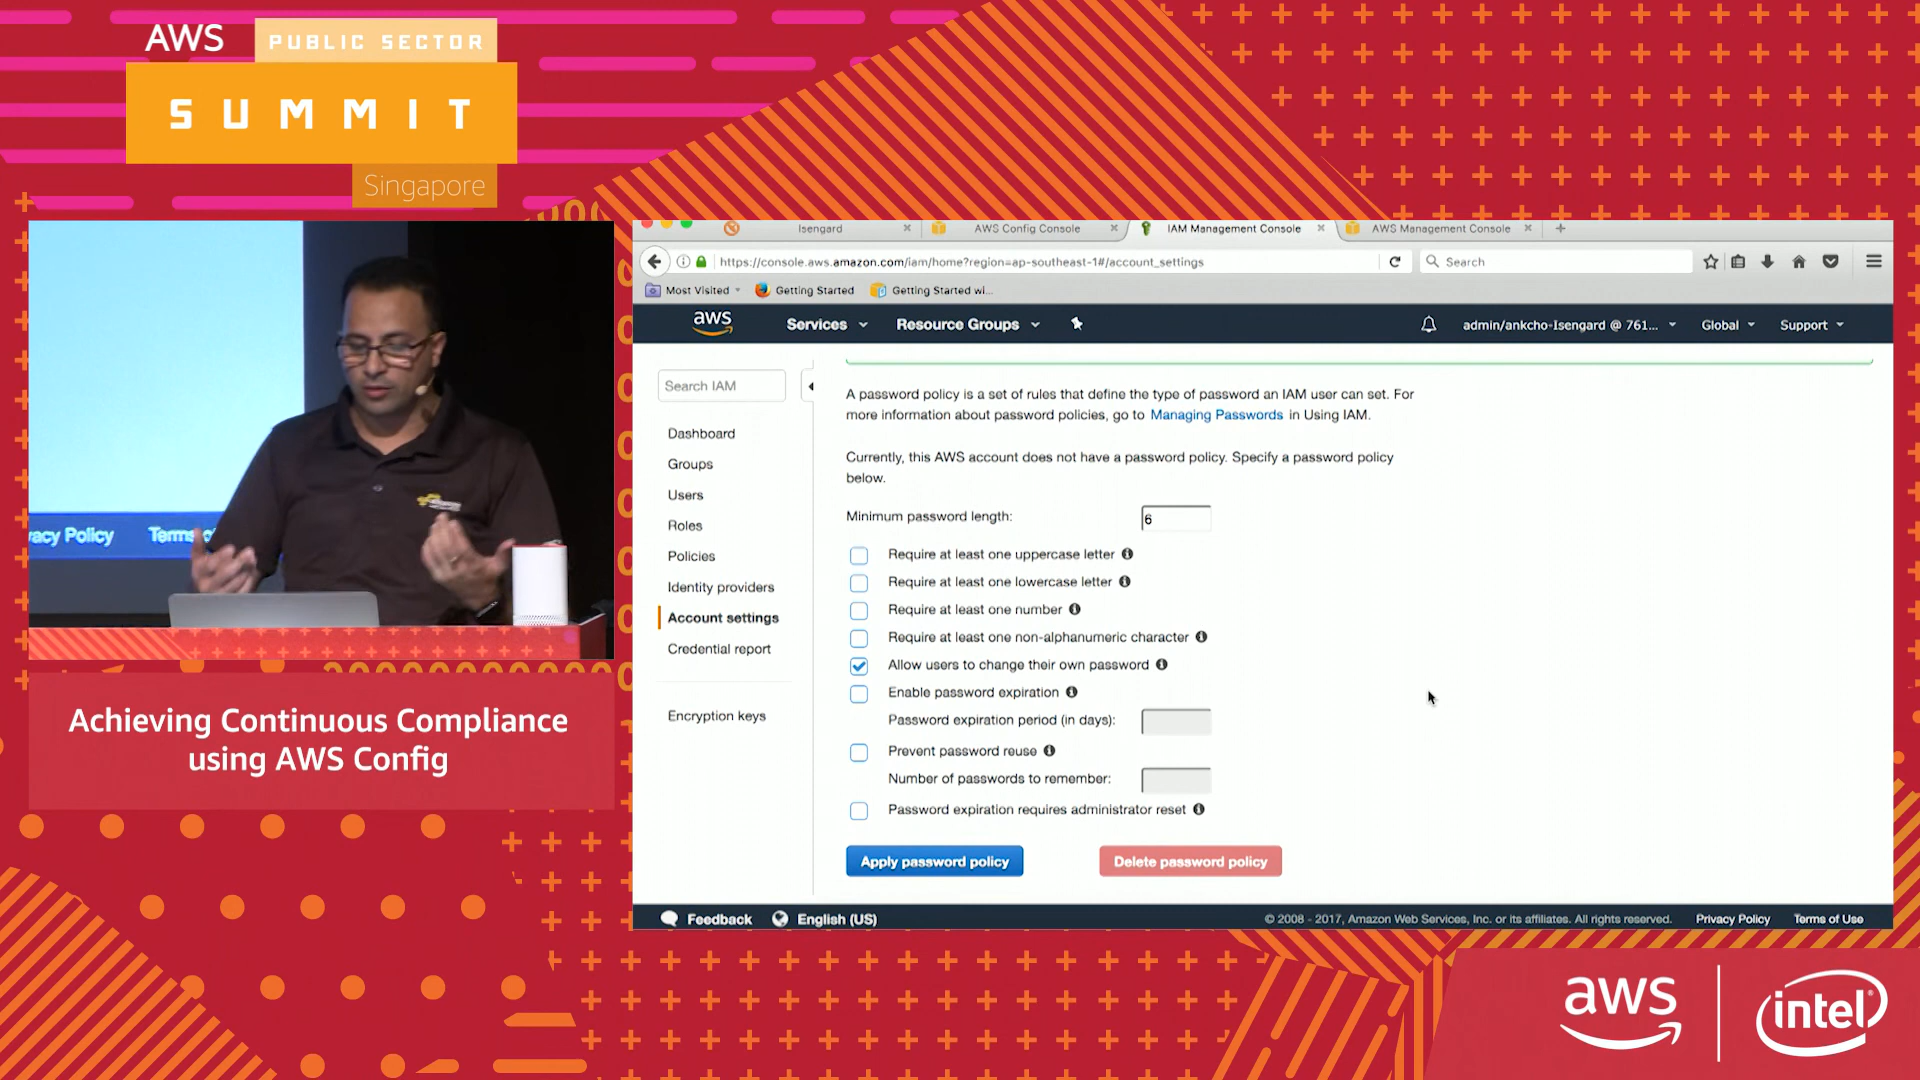 AWS
PUBLIC SECTOR
SUMMIT
Singapore
vacy Policy
Terms
Achieving Continuous Compliance
using AWS Config
Isengard
AWS Config Console
IAM Management Console
AWS Management Console
https://console.aws.amazon.com/iam/home?region=ap-southeast-1#/account_settings
Search
Most Visited
Getting Started
Getting Started wi...
aws
Services
Resource Groups
admin/ankcho-Isengard @ 761...
Global
Support
Search IAM
Dashboard
Groups
Users
Roles
Policies
Identity providers
Account settings
Credential report
Encryption keys
A password policy is a set of rules that define the type of password an IAM user can set. For
more information about password policies, go to Managing Passwords in Using IAM.
Currently, this AWS account does not have a password policy. Specify a password policy
below.
Minimum password length: 6
Require at least one uppercase letter
Require at least one lowercase letter
Require at least one number
Require at least one non-alphanumeric character
Allow users to change their own password
Enable password expiration
Password expiration period (in days):
Prevent password reuse
Number of passwords to remember:
Password expiration requires administrator reset
Apply password policy
Delete password policy
Feedback
English (US)
© 2008 - 2017, Amazon Web Services, Inc. or its affiliates. All rights reserved.
Privacy Policy
Terms of Use
aws
intel